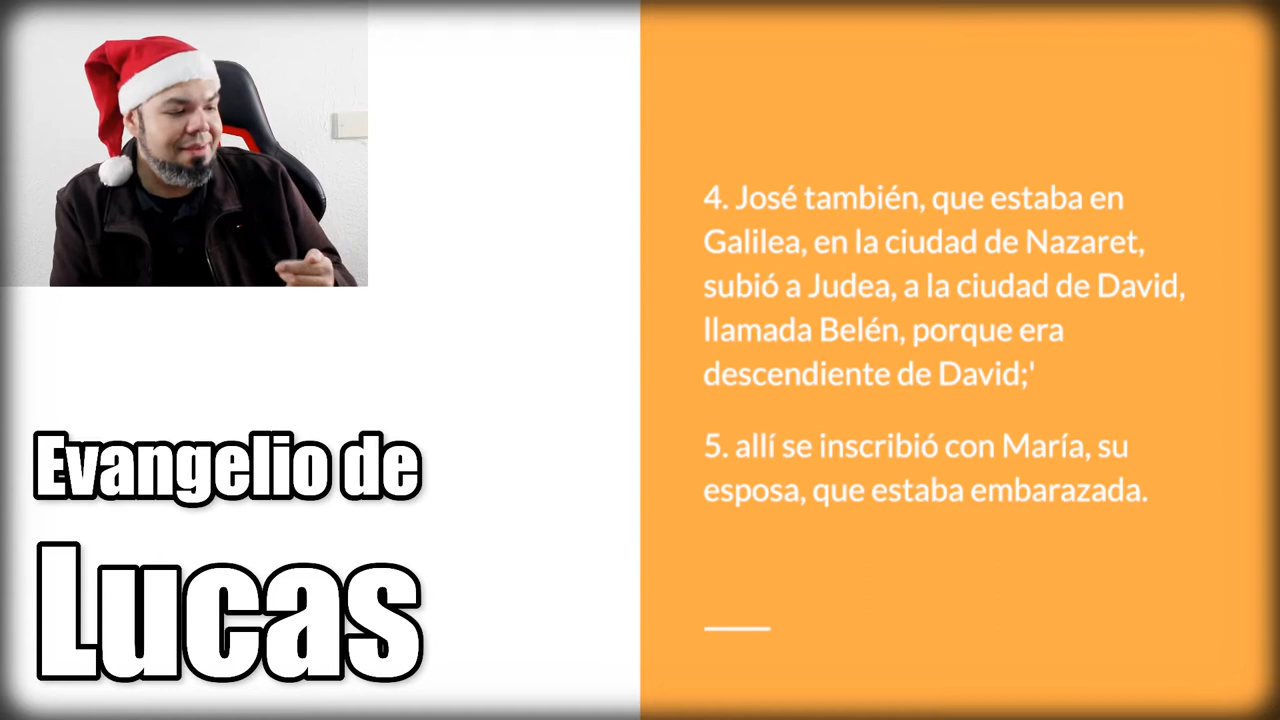 Evangelio de
Lucas
4. José también, que estaba en
Galilea, en la ciudad de Nazaret,
subió a Judea, a la ciudad de David,
llamada Belén, porque era
descendiente de David;'
5. allí se inscribió con María, su
esposa, que estaba embarazada.